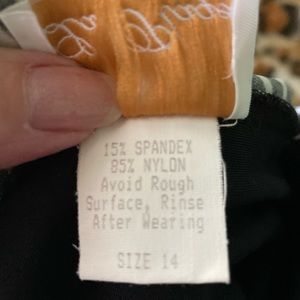 15% SPANDEX
85% NYLON
Avoid Rough
Surface, Rinse
After Wearing
SIZE 14